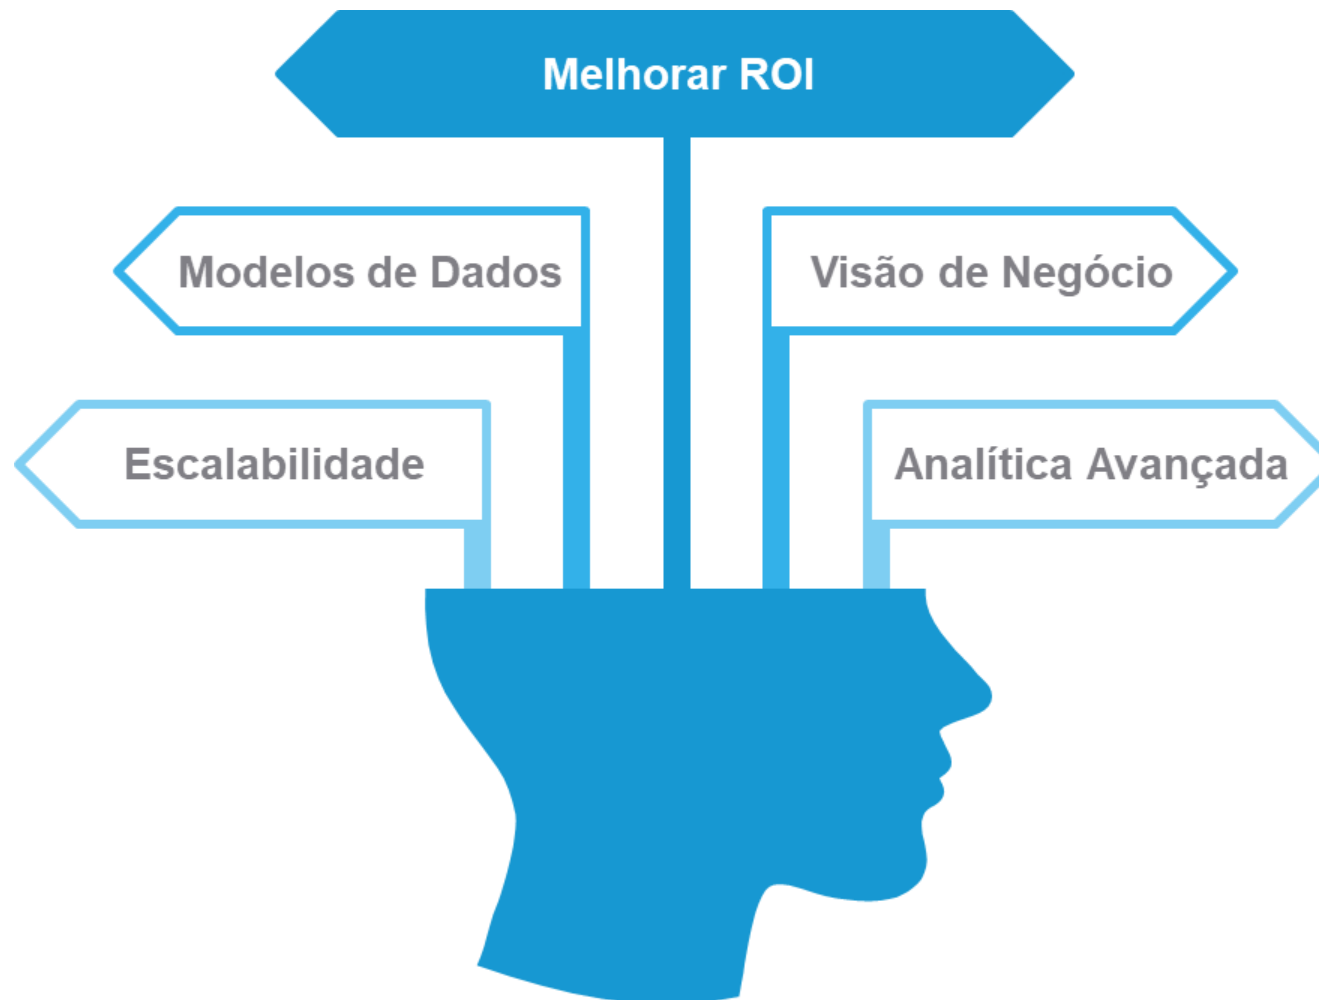 Melhorar ROI
Modelos de Dados
Visão de Negócio
Escalabilidade
Analítica Avançada